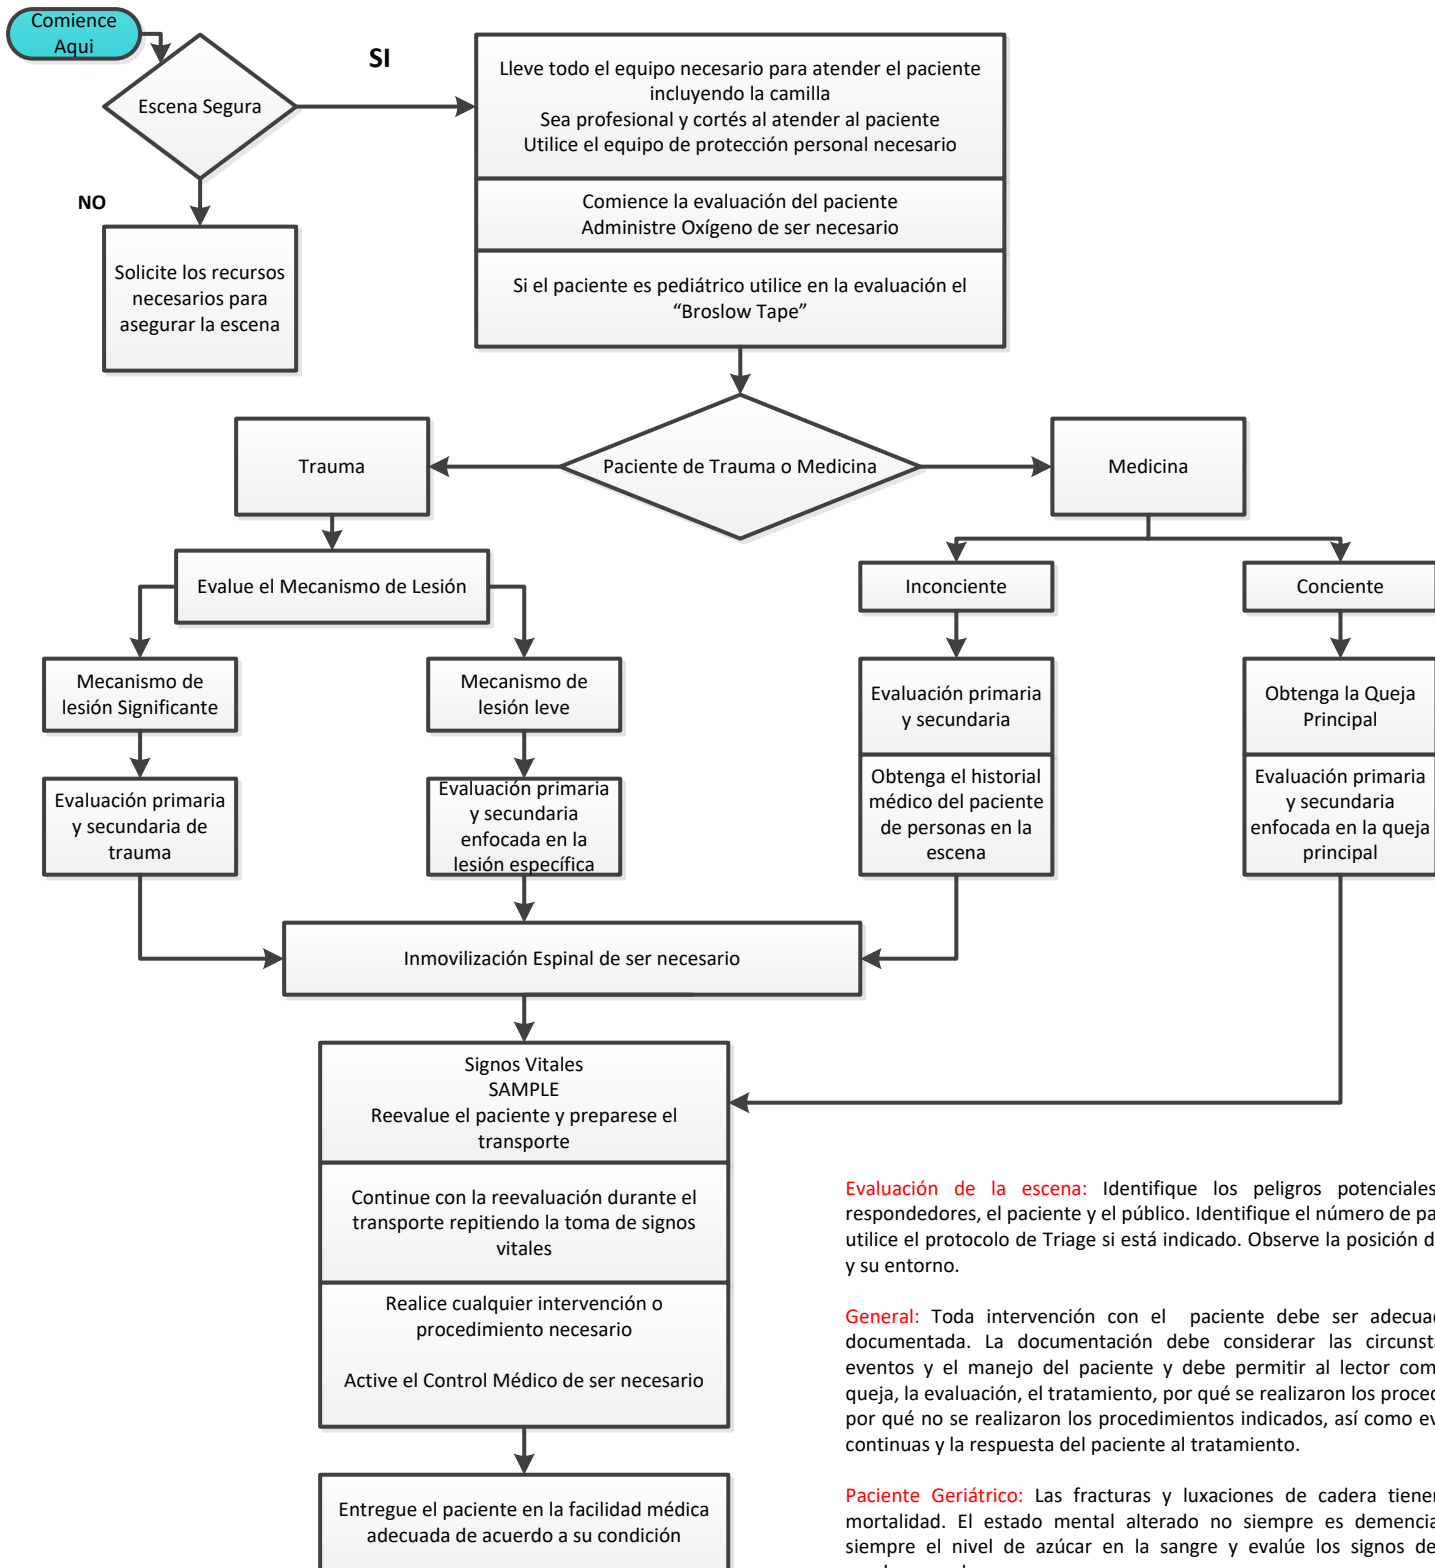 Comience
Aqui
Escena Segura
SI
NO
Solicite los recursos
necesarios para
asegurar la escena
Lleve todo el equipo necesario para atender el paciente
incluyendo la camilla
Sea profesional y cortés al atender al paciente
Utilice el equipo de protección personal necesario
Comience la evaluación del paciente
Administre Oxígeno de ser necesario
Si el paciente es pediátrico utilice en la evaluación el
“Broslow Tape”
Paciente de Trauma o Medicina
Trauma
Medicina
Evalue el Mecanismo de Lesión
Inconciente
Conciente
Mecanismo de
lesión Significante
Mecanismo de
lesión leve
Evaluación primaria
y secundaria
Obtenga la Queja
Principal
Evaluación primaria
y secundaria de
trauma
Evaluación primaria
y secundaria
enfocada en la
lesión específica
Obtenga el historial
médico del paciente
de personas en la
escena
Evaluación primaria
y secundaria
enfocada en la queja
principal
Inmovilización Espinal de ser necesario
Signos Vitales
SAMPLE
Reevalue el paciente y preparese el
transporte
Continue con la reevaluación durante el
transporte repitiendo la toma de signos
vitales
Realice cualquier intervención o
procedimiento necesario
Active el Control Médico de ser necesario
Entregue el paciente en la facilidad médica
adecuada de acuerdo a su condición
Evaluación de la escena: Identifique los peligros potenciales
respondedores, el paciente y el público. Identifique el número de pa
utilice el protocolo de Triage si está indicado. Observe la posición d
y su entorno.
General: Toda intervención con el paciente debe ser adecuad
documentada. La documentación debe considerar las circunst
eventos y el manejo del paciente y debe permitir al lector com
queja, la evaluación, el tratamiento, por qué se realizaron los proced
por qué no se realizaron los procedimientos indicados, así como ev
continuas y la respuesta del paciente al tratamiento.
Paciente Geriátrico: Las fracturas y luxaciones de cadera tiener
mortalidad. El estado mental alterado no siempre es demencia
siempre el nivel de azúcar en la sangre y evalúe los signos de